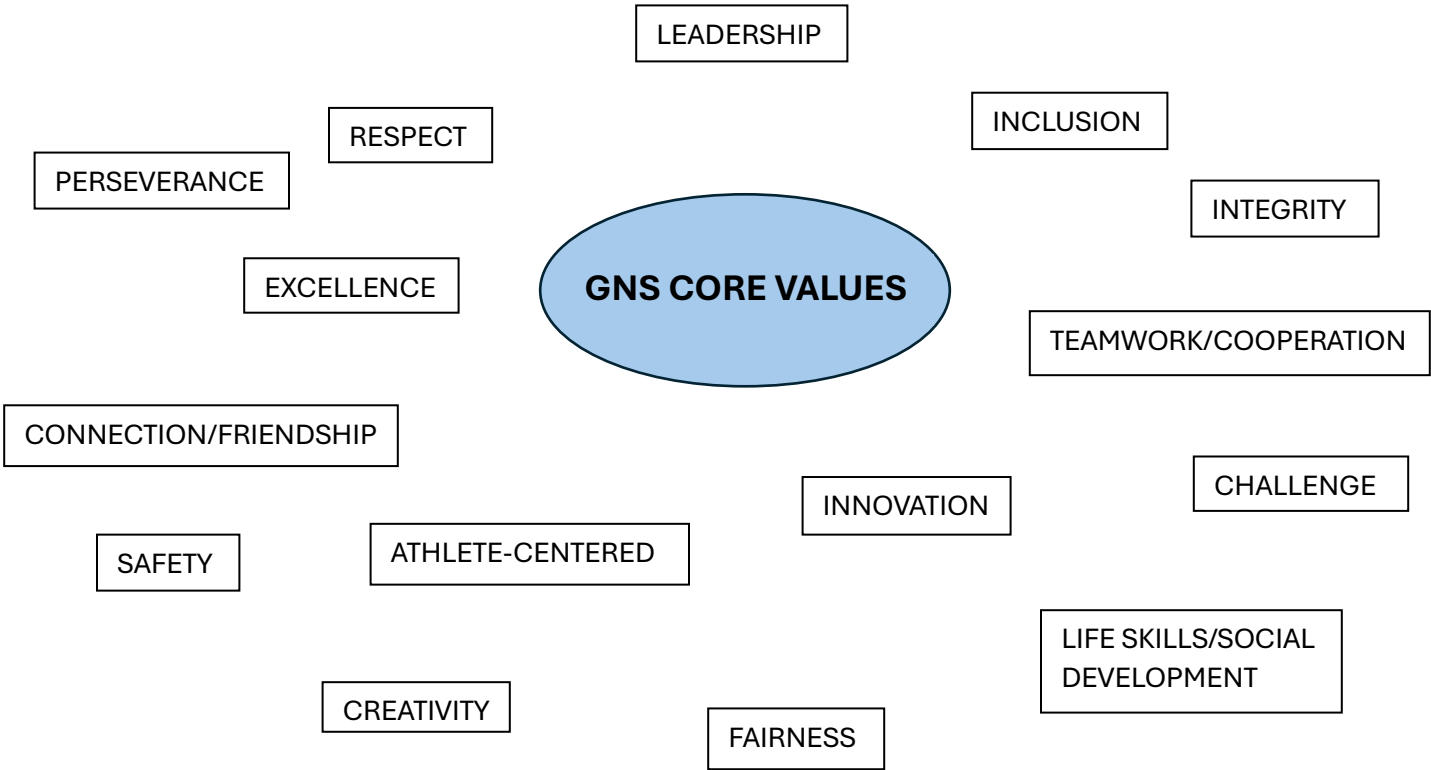 LEADERSHIP
INCLUSION
RESPECT
PERSEVERANCE
INTEGRITY
EXCELLENCE
GNS CORE VALUES
TEAMWORK/COOPERATION
CONNECTION/FRIENDSHIP
CHALLENGE
INNOVATION
ATHLETE-CENTERED
SAFETY
LIFE SKILLS/SOCIAL
DEVELOPMENT
CREATIVITY
FAIRNESS